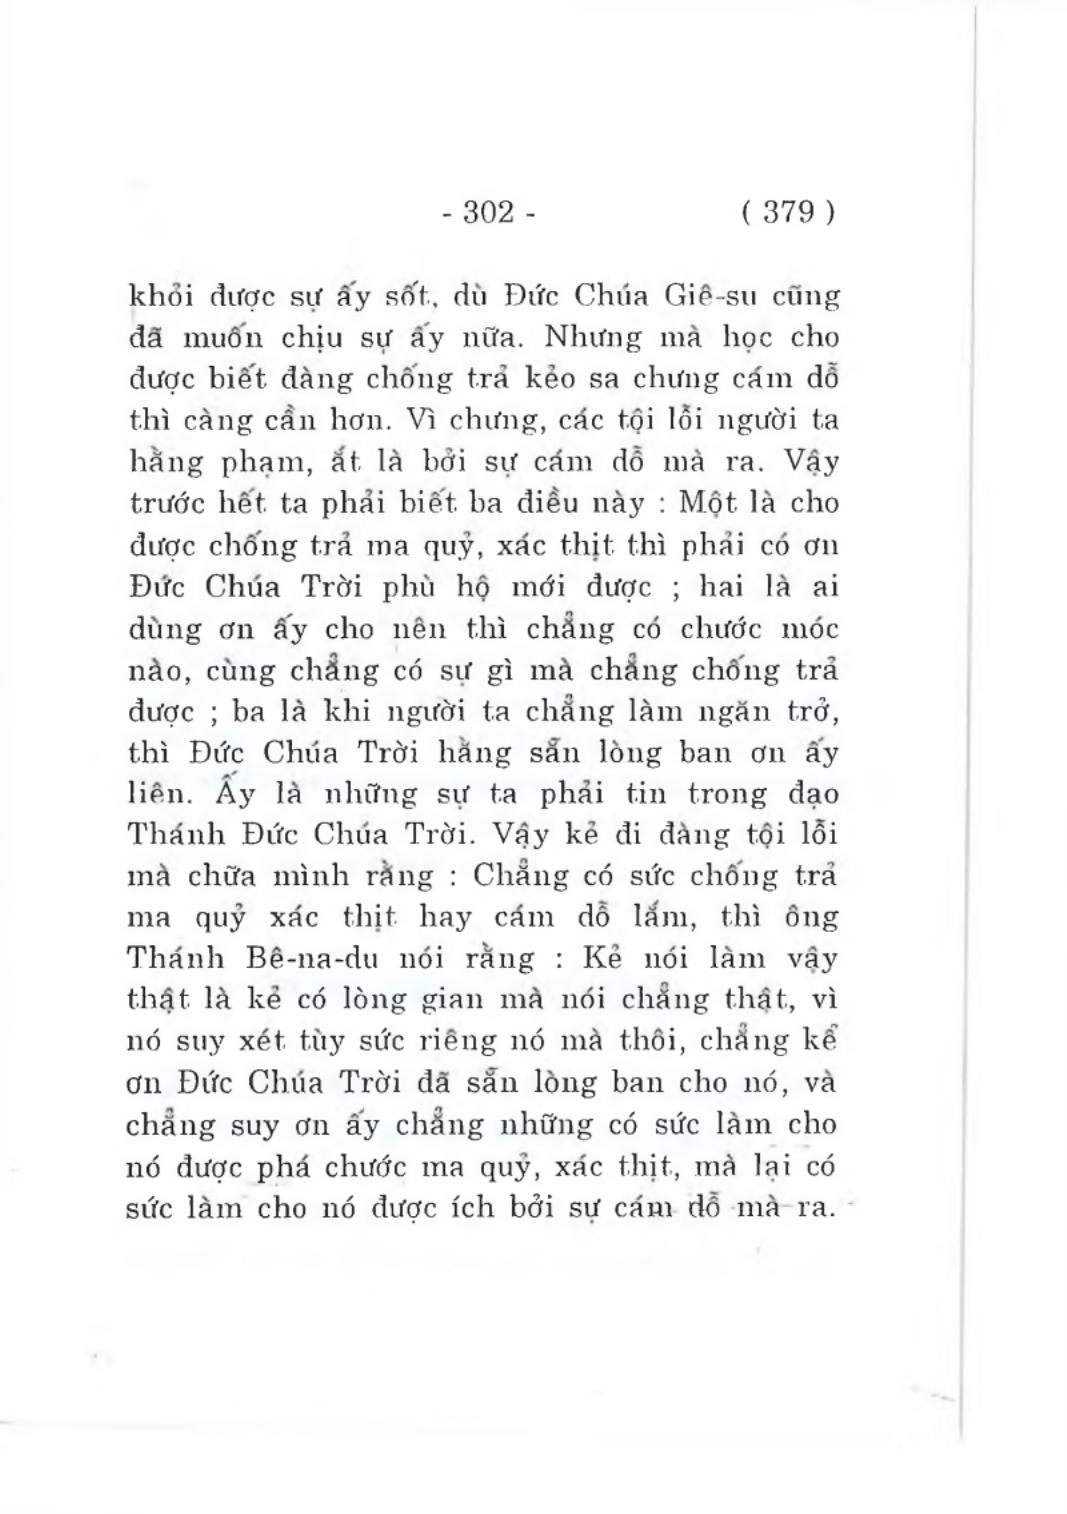 - 302 - ( 379 )
khỏi được sự ấy sốt, dù Đức Chúa Giê-su cũng
đã muốn chịu sự ấy nữa. Nhưng mà học cho
được biết đàng chống trả kẻo sa chưng cám dỗ
thì càng cần hơn. Vì chưng, các tội lỗi người ta
hằng phạm, ắt là bởi sự cám dỗ mà ra. Vậy
trước hết ta phải biết ba điều này : Một là cho
được chống trả ma quỷ, xác thịt thì phải có ơn
Đức Chúa Trời phù hộ mới được ; hai là ai
dùng ơn ấy cho nên thì chẳng có chước móc
nào, cùng chẳng có sự gì mà chẳng chống trả
được ; ba là khi người ta chẳng làm ngăn trở,
thì Đức Chúa Trời hằng sẵn lòng ban ơn ấy
liên. Ấy là những sự ta phải tin trong đạo
Thánh Đức Chúa Trời. Vậy kẻ đi đàng tội lỗi
mà chữa mình rằng : Chẳng có sức chống trả
ma quỷ xác thịt hay cám dỗ lắm, thì ông
Thánh Bê-na-du nói rằng : Kẻ nói làm vậy
thật là kẻ có lòng gian mà nói chẳng thật, vì
nó suy xét tùy sức riêng nó mà thôi, chẳng kể
ơn Đức Chúa Trời đã sẵn lòng ban cho nó, và
chẳng suy ơn ấy chẳng những có sức làm cho
nó được phá chước ma quỷ, xác thịt, mà lại có
sức làm cho nó được ích bởi sự cám dỗ mà ra.